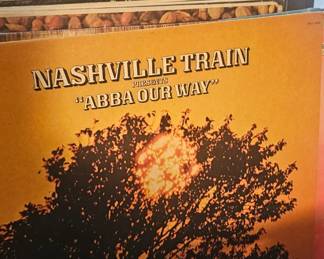 NASHVILLE TRAIN
PRESENTS
"ABBA OUR WAY"